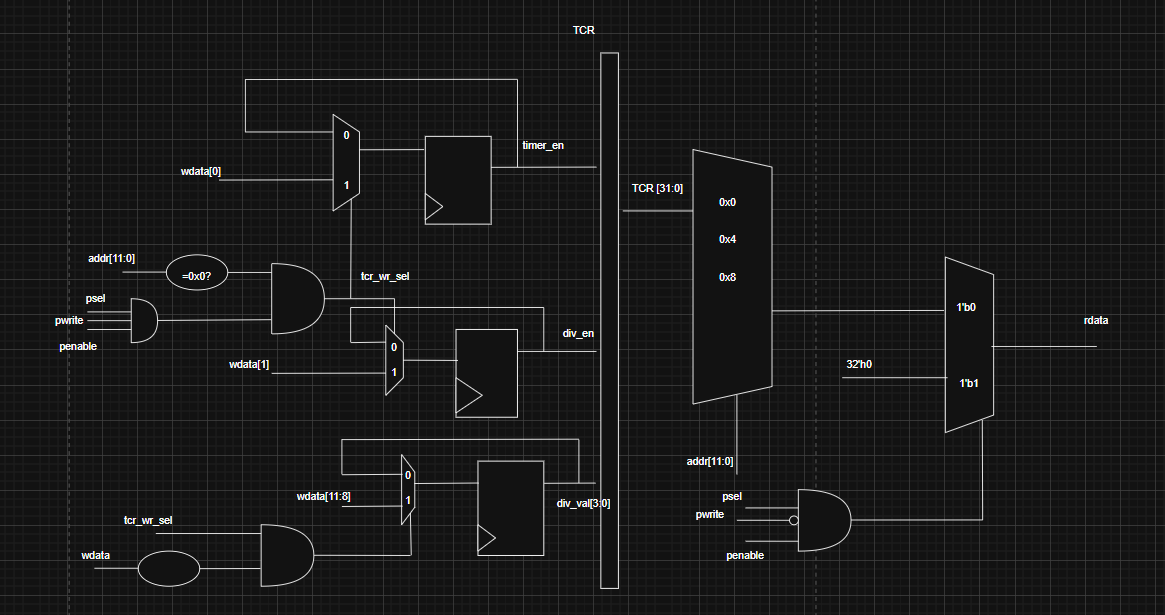 TCR
0
timer_en
wdata[0]
1
TCR [31:0]
0x0
0x4
0x8
addr[11:0]
=0x0?
tcr_wr_sel
psel
pwrite
penable
div_en
0
wdata[1]
1
1'b0
rdata
32'h0
1'b1
addr[11:0]
0
wdata[11:8]
1
div_val[3:0]
psel
pwrite
penable
tcr_wr_sel
wdata